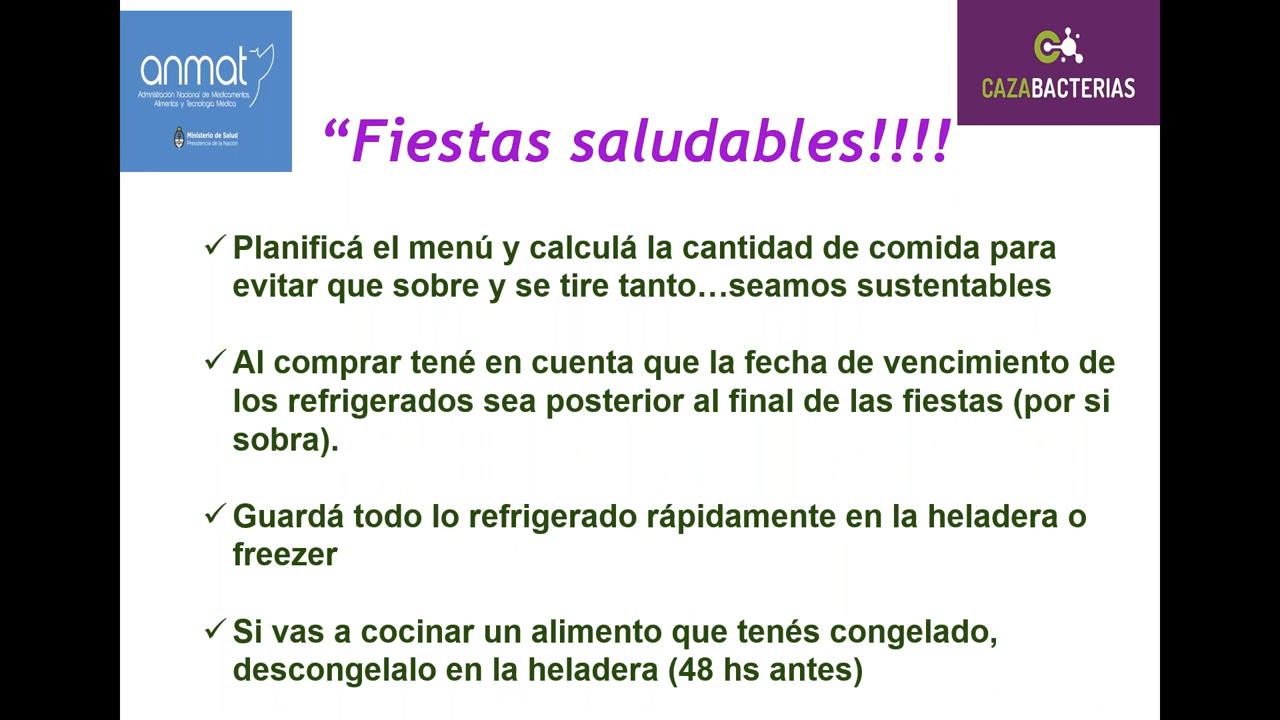 anmat
Administración Nacional de Medicamentos,
Alimentos y Tecnología Médica
Ministerio de Salud
Presidencia de la Nación
CAZABACTERIAS
“Fiestas saludables!!!!
✓ Planificá el menú y calculá la cantidad de comida para
evitar que sobre y se tire tanto…seamos sustentables
✓ Al comprar tené en cuenta que la fecha de vencimiento de
los refrigerados sea posterior al final de las fiestas (por si
sobra).
✓ Guardá todo lo refrigerado rápidamente en la heladera o
freezer
✓ Si vas a cocinar un alimento que tenés congelado,
descongelalo en la heladera (48 hs antes)